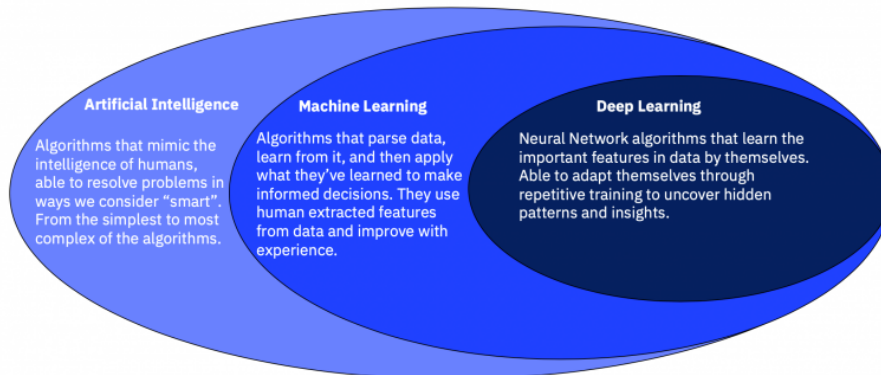 Artificial Intelligence
Algorithms that mimic the
intelligence of humans,
able to resolve problems in
ways we consider “smart”.
From the simplest to most
complex of the algorithms.
Machine Learning
Algorithms that parse data,
learn from it, and then apply
what they’ve learned to make
informed decisions. They use
human extracted features
from data and improve with
experience.
Deep Learning
Neural Network algorithms that learn the
important features in data by themselves.
Able to adapt themselves through
repetitive training to uncover hidden
patterns and insights.